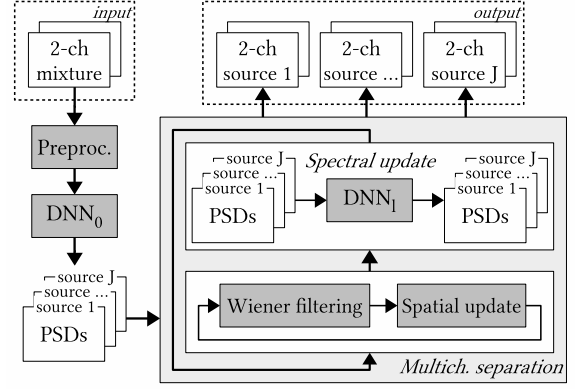 input
2-ch
mixture
Preproc.
DNN0
source J
source ...
source 1
PSDs
output
2-ch
source 1
2-ch
source ...
2-ch
source J
Spectral update
source J
source ...
source 1
PSDs
DNNl
source J
source ...
source 1
PSDs
Wiener filtering
Spatial update
Multich. separation